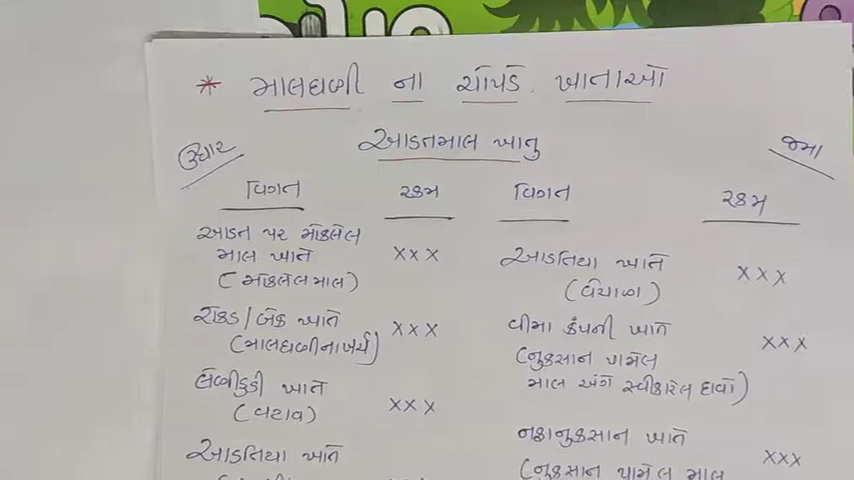 * માલધણી ના ચોપડે ખાતાઓ
આડતમાલ ખાતુ
ઉધાર
જમા
વિગત રકમ વિગત રકમ
આડત પર મોકલેલ
માલ ખાતે xxx
(મોકલેલ માલ)
રોકડ/બેંક ખાતે xxx
(માલધણીના ખર્ચ)
લેણીહુંડી ખાતે
(વટાવ) xxx
આડતિયા ખાતે
આડતિયા ખાતે xxx
(વેચાણ)
વીમા કંપની ખાતે xxx
(નુકસાન પામેલ
માલ અંગે સ્વીકારેલ દાવો)
નફાનુકસાન ખાતે xxx
(નુકસાન પામેલ માલ